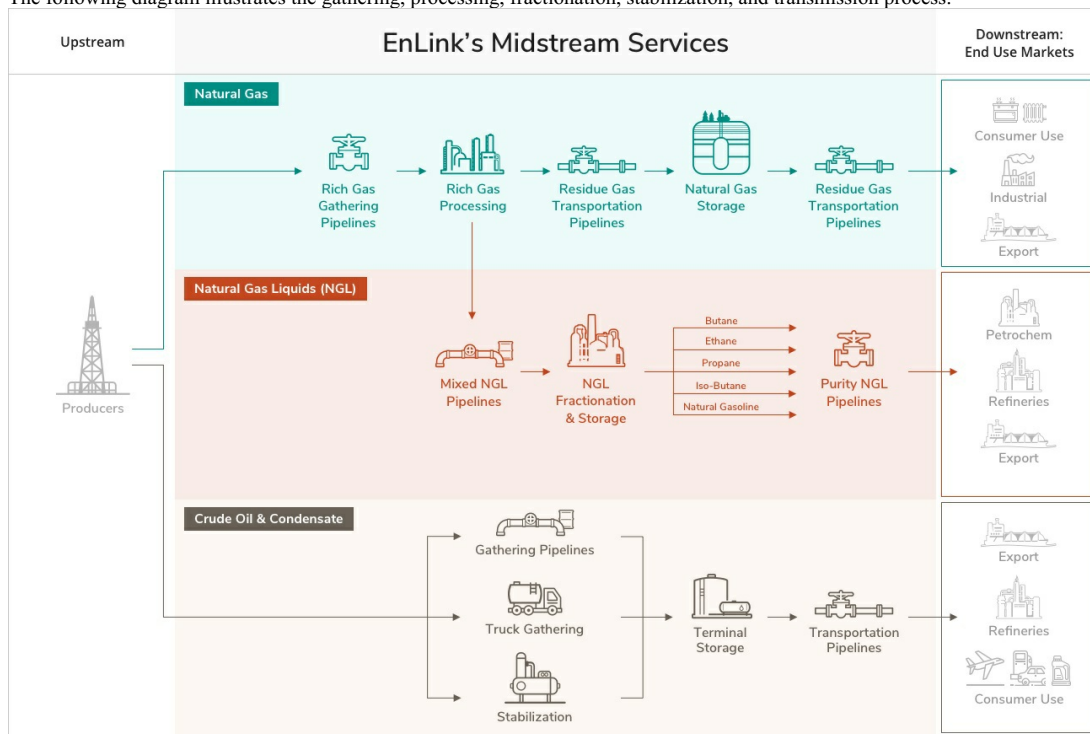 The following diagram illustrates the gathering, processing, fractionation, stabilization, and transmission process:
Upstream
EnLink's Midstream Services
Downstream:
End Use Markets
Natural Gas
Rich Gas
Gathering
Pipelines
Rich Gas
Processing
Residue Gas
Transportation
Pipelines
Natural Gas
Storage
Residue Gas
Transportation
Pipelines
Consumer Use
Industrial
Export
Producers
Natural Gas Liquids (NGL)
Mixed NGL
Pipelines
NGL
Fractionation
& Storage
Butane
Ethane
Propane
Iso-Butane
Natural Gasoline
Purity NGL
Pipelines
Petrochem
Refineries
Export
Crude Oil & Condensate
Gathering Pipelines
Truck Gathering
Stabilization
Terminal
Storage
Transportation
Pipelines
Export
Refineries
Consumer Use